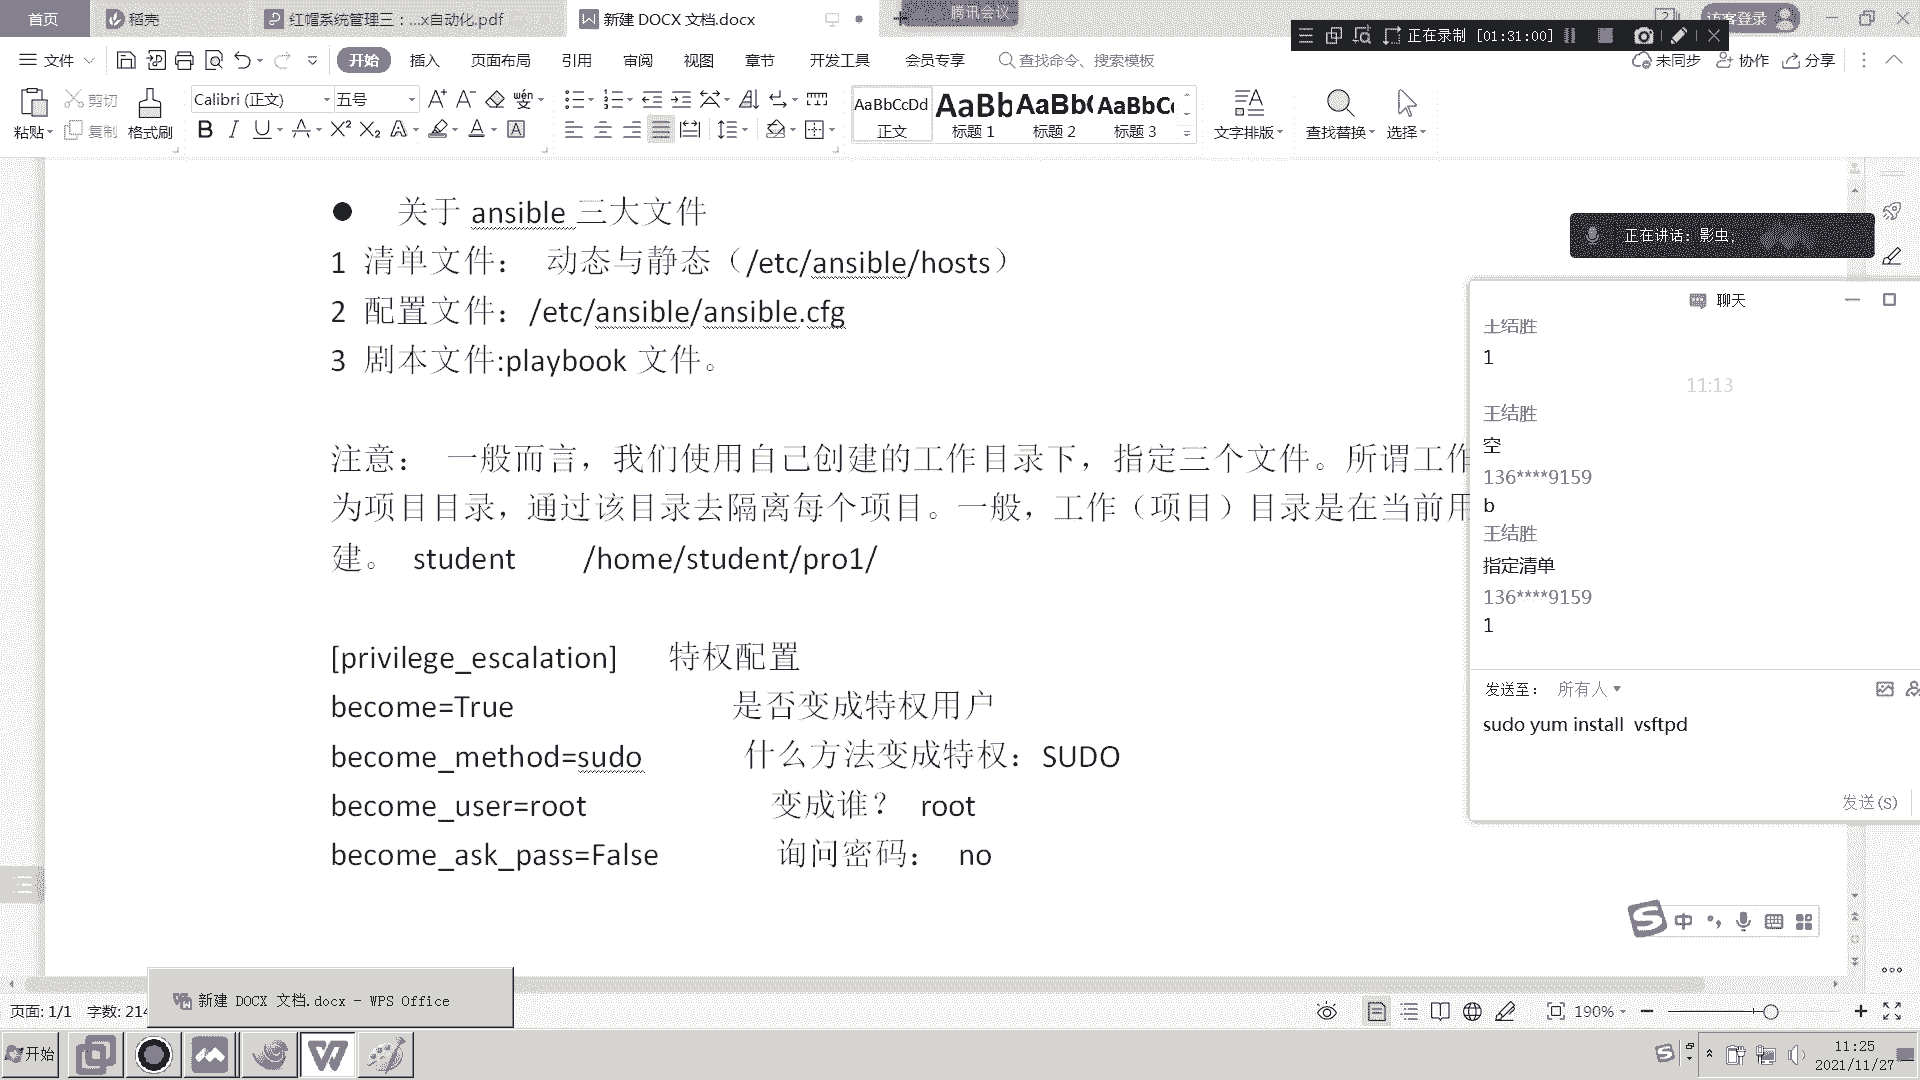 首页
稻壳
红帽系统管理三：...x自动化.pdf
新建 DOCX 文档.docx
腾讯会议
访客登录
正在录制 [01:31:00]
文件
开始
插入
页面布局
引用
审阅
视图
章节
开发工具
会员专享
查找命令、搜索模板
未同步
协作
分享
粘贴
剪切
复制
格式刷
Calibri (正文)
五号
AaBbCcDd
正文
AaBb
标题 1
AaBb(
标题 2
AaBbC(
标题 3
文字排版
查找替换
选择
● 关于 ansible 三大文件
1 清单文件： 动态与静态（/etc/ansible/hosts）
2 配置文件：/etc/ansible/ansible.cfg
3 剧本文件:playbook 文件。
注意： 一般而言，我们使用自己创建的工作目录下，指定三个文件。所谓工作
为项目目录，通过该目录去隔离每个项目。一般，工作（项目）目录是在当前用
建。 student /home/student/pro1/
[privilege_escalation] 特权配置
become=True 是否变成特权用户
become_method=sudo 什么方法变成特权：SUDO
become_user=root 变成谁？ root
become_ask_pass=False 询问密码： no
正在讲话：影虫,
聊天
王结胜
1
11:13
王结胜
空
136****9159
b
王结胜
指定清单
136****9159
1
发送至：
所有人
sudo yum install vsftpd
发送(S)
中
新建 DOCX 文档.docx - WPS Office
页面: 1/1
字数: 214
190%
开始
11:25
2021/11/27